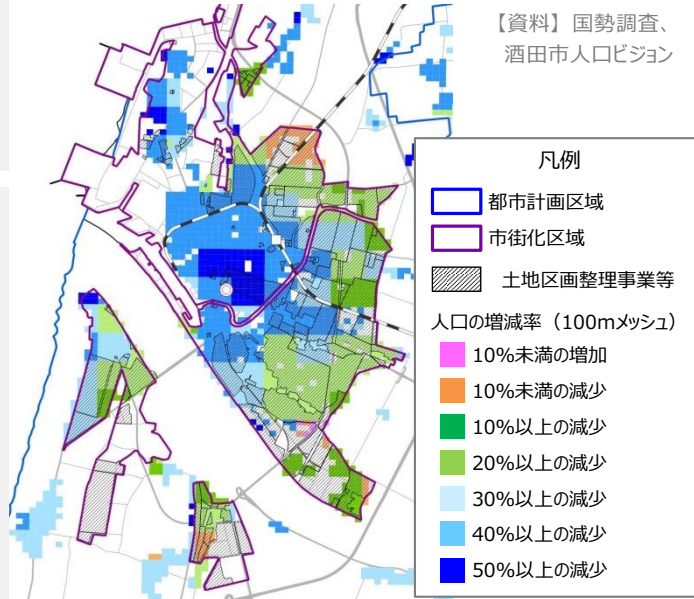 【資料】国勢調査、
酒田市人口ビジョン
凡例
都市計画区域
市街化区域
土地区画整理事業等
人口の増減率（100mメッシュ）
10%未満の増加
10%未満の減少
10%以上の減少
20%以上の減少
30%以上の減少
40%以上の減少
50%以上の減少